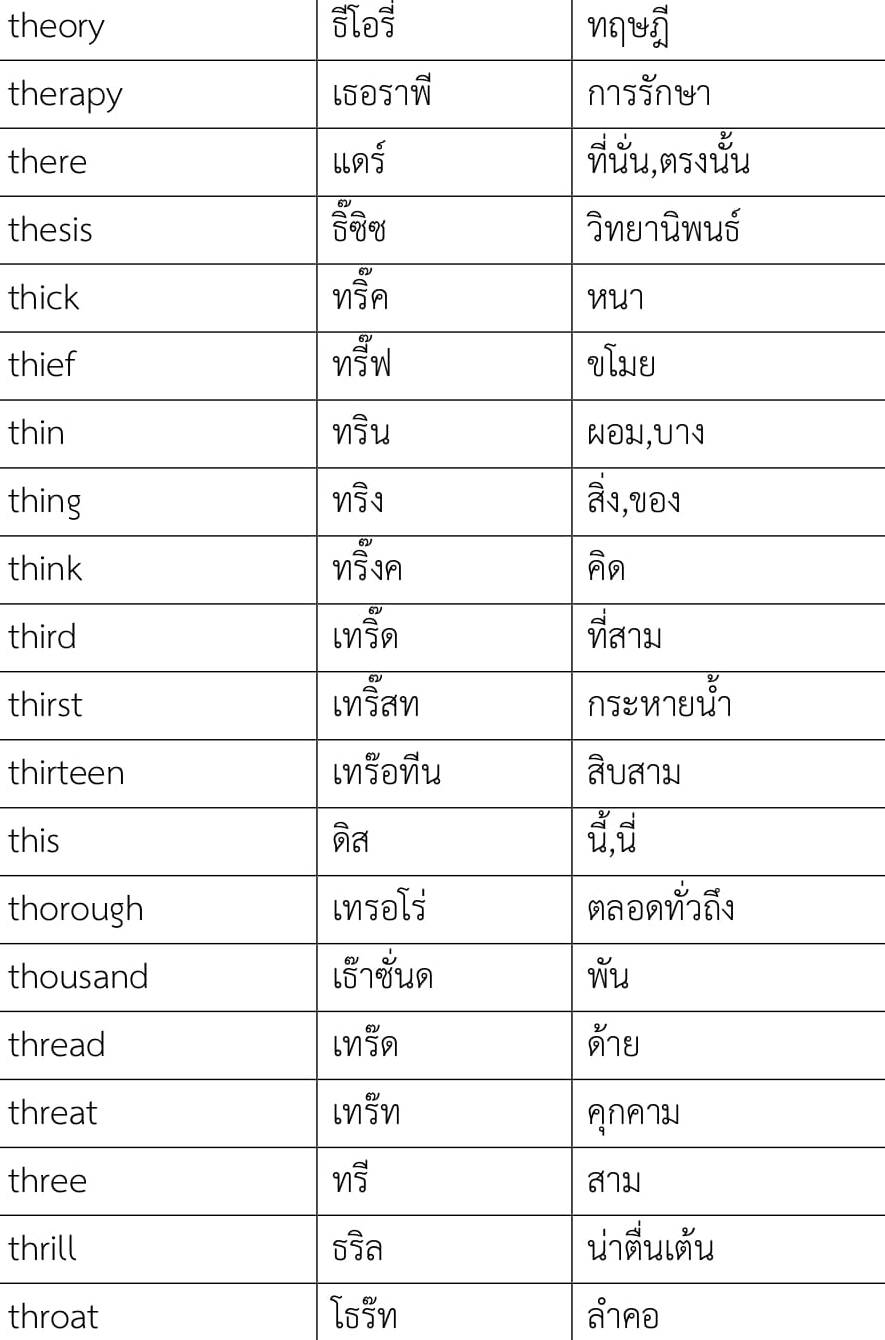 theory ธีโอรี่ ทฤษฎี
therapy เธอราพี การรักษา
there แดร์ ที่นั่น,ตรงนั้น
thesis ธิ๊ซิซ วิทยานิพนธ์
thick ทริ๊ค หนา
thief ทรี๊ฟ ขโมย
thin ทริน ผอม,บาง
thing ทริง สิ่ง,ของ
think ทริ๊งค คิด
third เทริ๊ด ที่สาม
thirst เทริ๊สท กระหายน้ำ
thirteen เทร๊อทีน สิบสาม
this ดิส นี้,นี่
thorough เทรอโร่ ตลอดทั่วถึง
thousand เธ๊าซั่นด พัน
thread เทร๊ด ด้าย
threat เทร๊ท คุกคาม
three ทรี สาม
thrill ธริล น่าตื่นเต้น
throat โธร๊ท ลำคอ